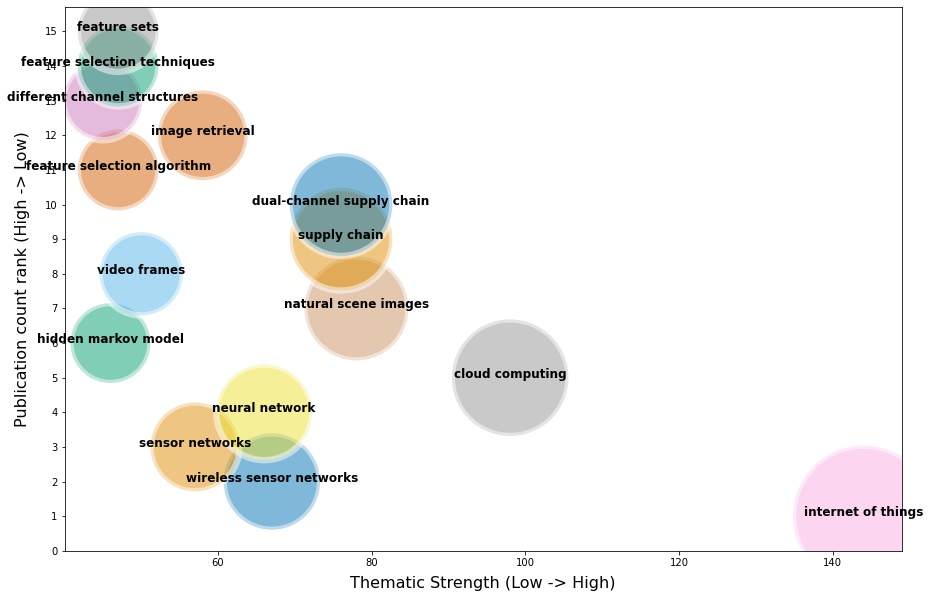 Publication count rank (High -> Low)
15
feature sets
14
feature selection techniques
13
different channel structures
12
image retrieval
11
feature selection algorithm
10
dual-channel supply chain
9
supply chain
8
video frames
7
natural scene images
6
hidden markov model
5
cloud computing
4
neural network
3
sensor networks
2
wireless sensor networks
1
internet of things
0
60
80
100
120
140
Thematic Strength (Low -> High)